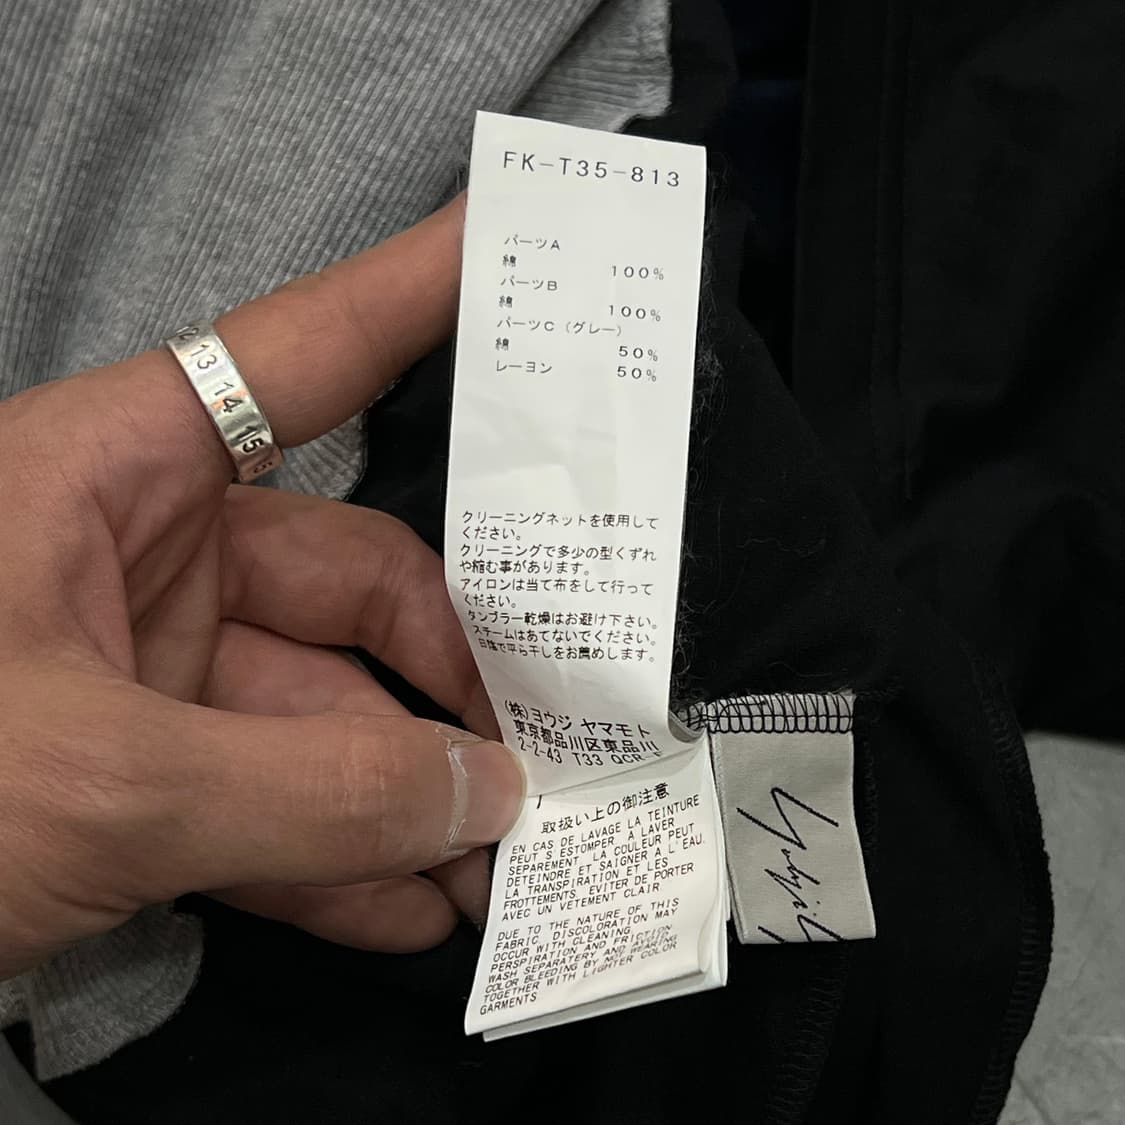 FK-T35-813
パーツA
綿 100%
パーツB
綿 100%
パーツC（グレー）
綿 50%
レーヨン 50%
クリーニングネットを使用して
ください。
クリーニングで多少の型くずれ
や縮む事があります。
アイロンは当て布をして行って
ください。
タンブラー乾燥はお避け下さい。
スチームはあてないでください。
日陰で平ら干しをお薦めします。
(株)ヨウジ ヤマモト
東京都品川区東品川
2-2-43 T33 QCR
取扱い上の御注意
EN CAS DE LAVAGE LA TEINTURE
PEUT S ESTOMPER A LAVER
SEPAREMENT LA COULEUR PEUT
DETEINDRE ET SAIGNER A L'EAU.
LA TRANSPIRATION ET LES
FROTTEMENTS. EVITER DE PORTER
AVEC UN VETEMENT CLAIR.
DUE TO THE NATURE OF THIS
FABRIC, DISCOLORATION MAY
OCCUR WITH CLEANING,
PERSPIRATION AND FRICTION
WASH SEPARATERY AND AVOID
COLOR BLEEDING BY NOT WEARING
TOGETHER WITH LIGHTER COLOR
GARMENTS
Yohji
12 13 14 15